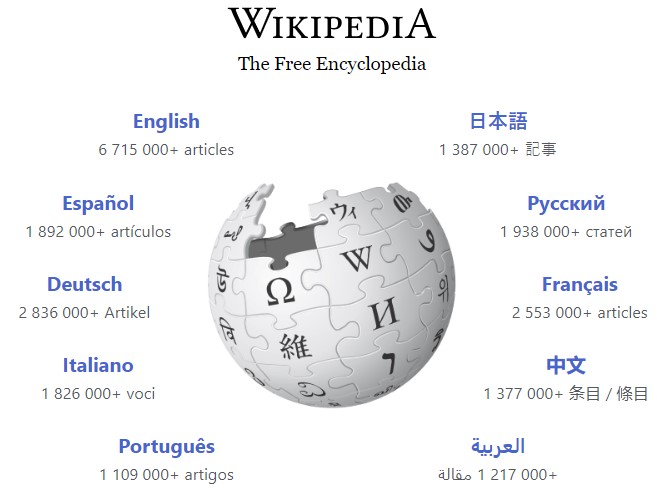 WIKIPEDIA
The Free Encyclopedia
English
6 715 000+ articles
日本語
1 387 000+ 記事
Español
1 892 000+ artículos
Русский
1 938 000+ статей
Deutsch
2 836 000+ Artikel
Français
2 553 000+ articles
Italiano
1 826 000+ voci
中文
1 377 000+ 条目 / 條目
Português
1 109 000+ artigos
العربية
1 217 000+ مقالة
ウィ
W
Ω
И
維